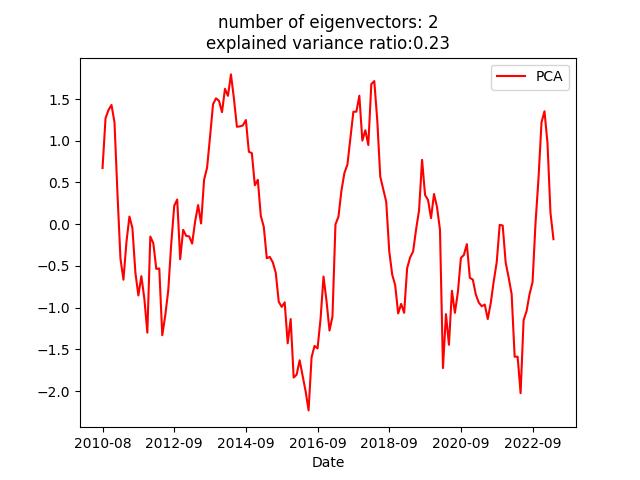 number of eigenvectors: 2
explained variance ratio:0.23
PCA
1.5
1.0
0.5
0.0
−0.5
−1.0
−1.5
−2.0
2010-08 2012-09 2014-09 2016-09 2018-09 2020-09 2022-09
Date